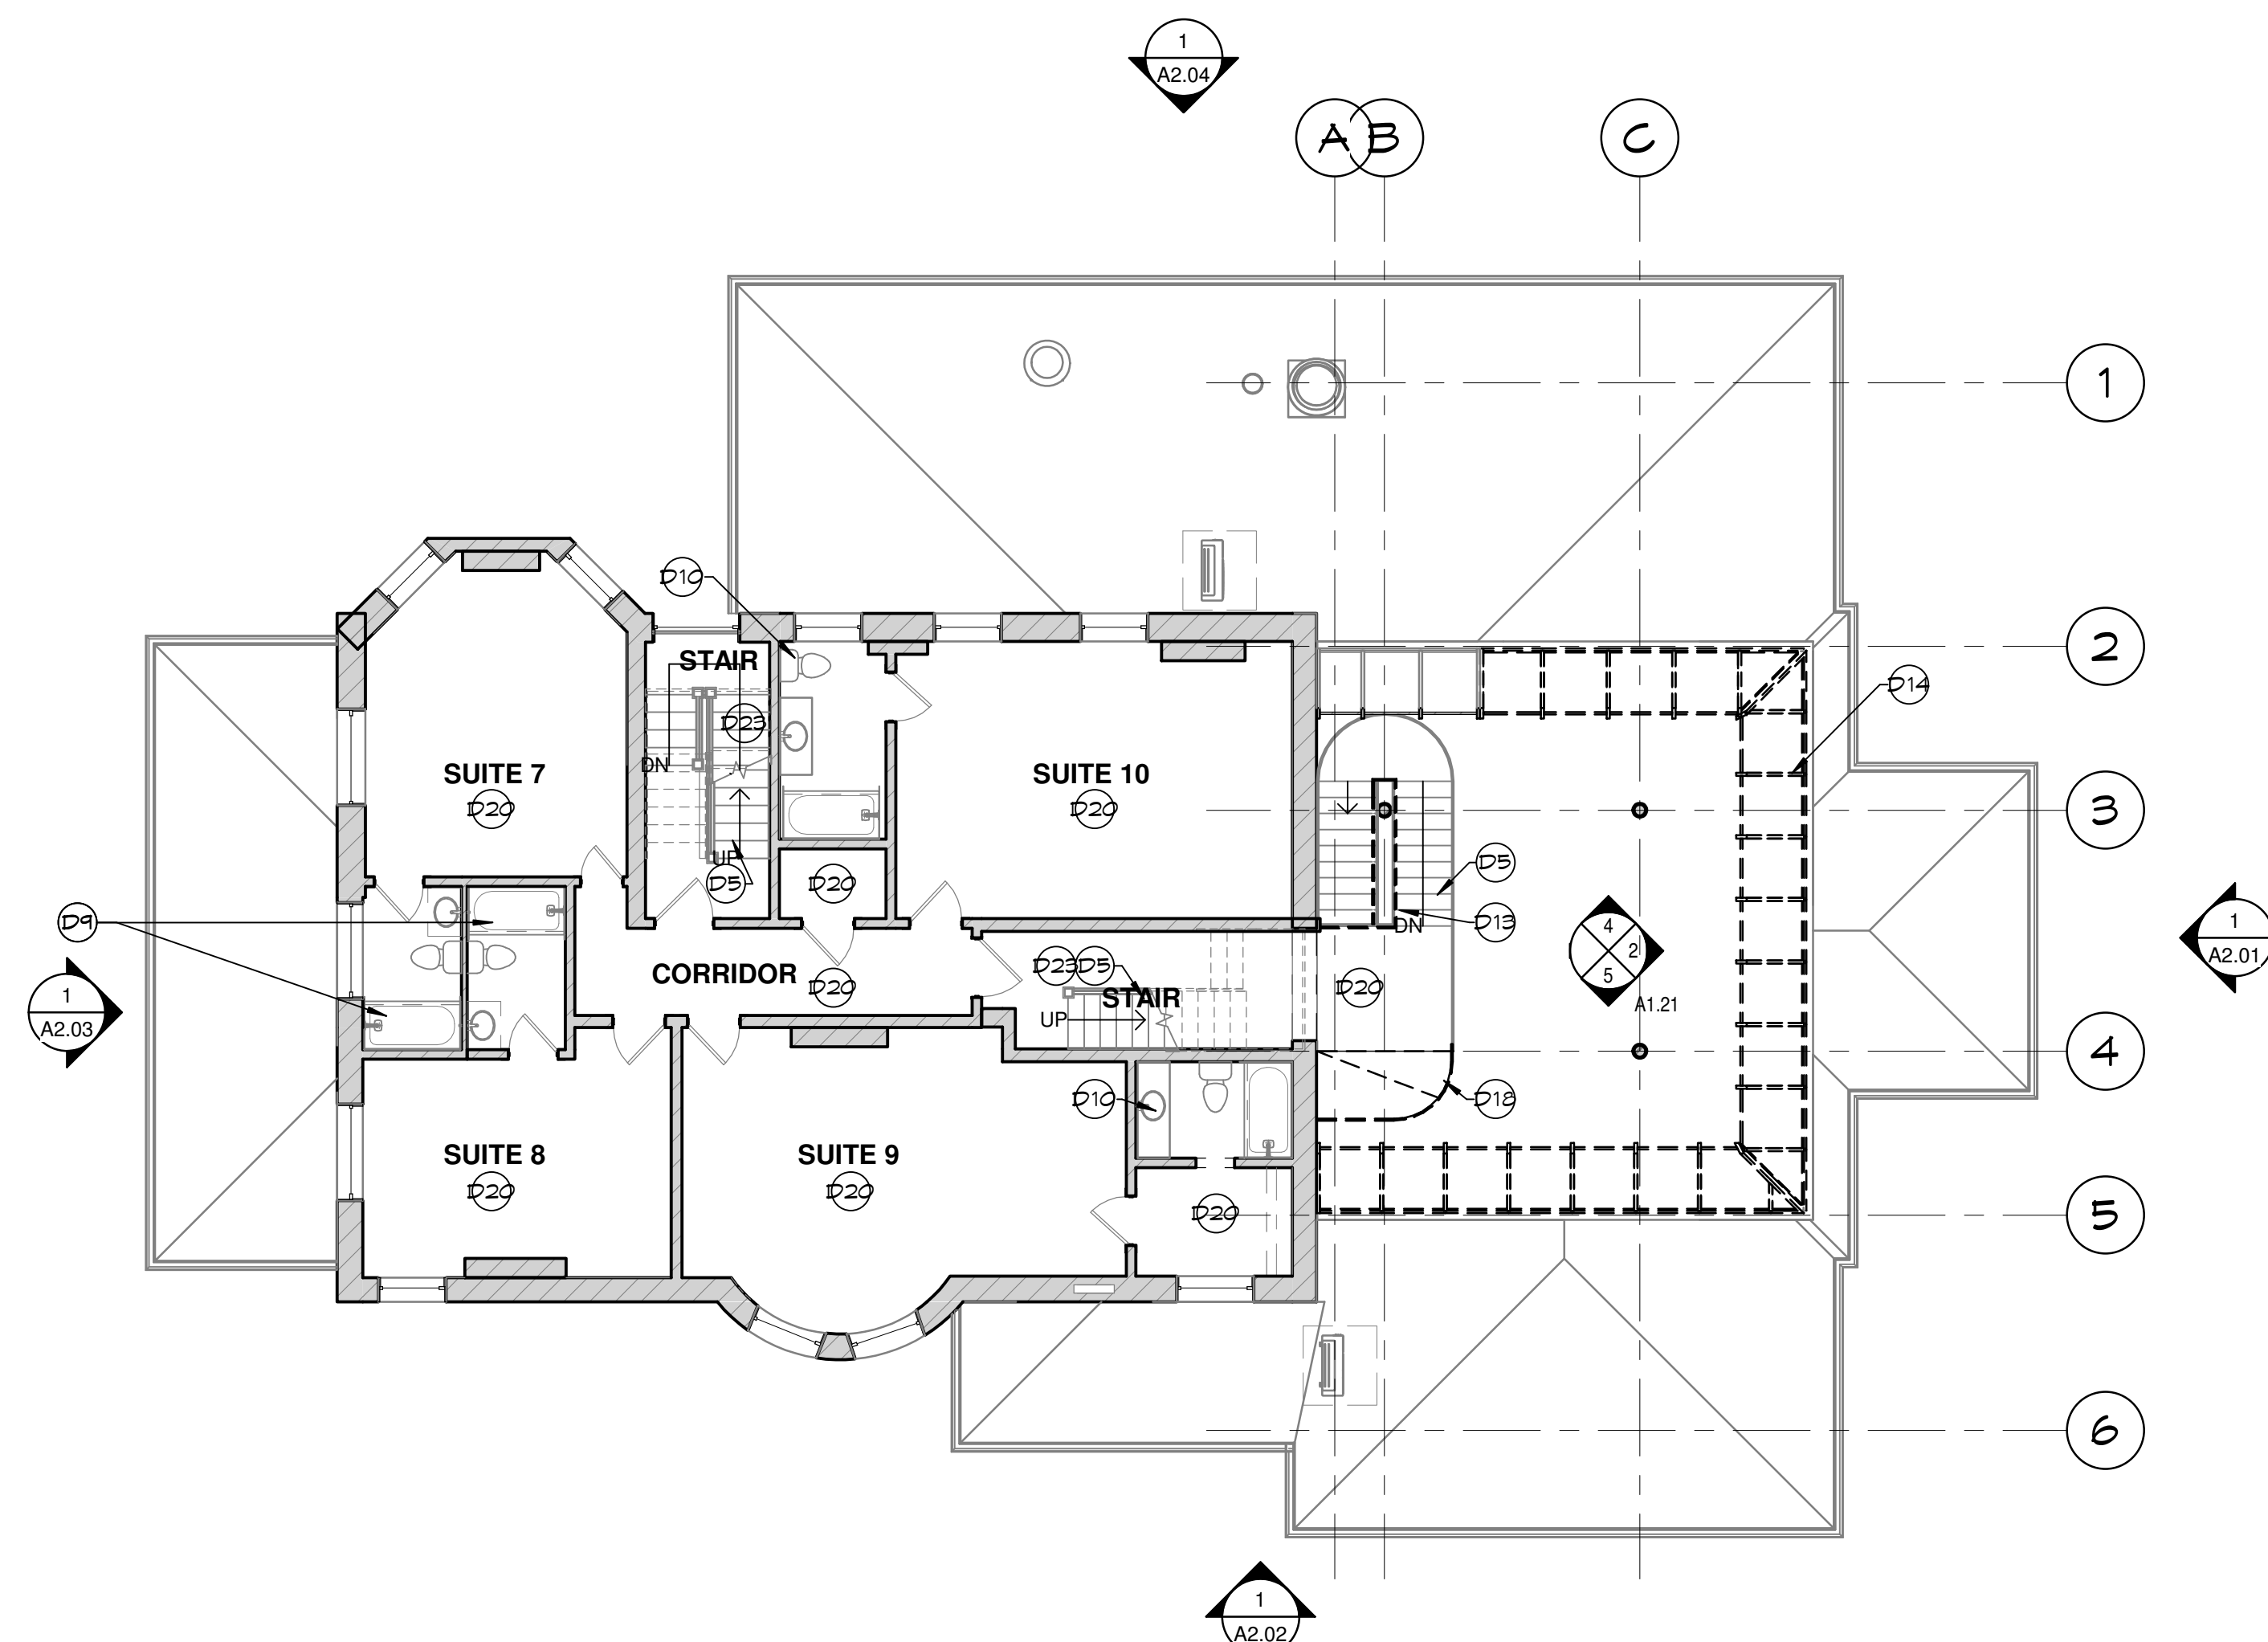 1
A2.04
A
B
C
1
D10
2
STAIR
D14
D23
DN
SUITE 7
D20
SUITE 10
D20
3
UP
D5
D20
D5
D9
D13
DN
4
2
5
A1.21
1
A2.01
D23
D5
CORRIDOR
D20
STAIR
UP
D20
1
A2.03
4
D10
D18
SUITE 8
D20
SUITE 9
D20
D20
5
6
1
A2.02